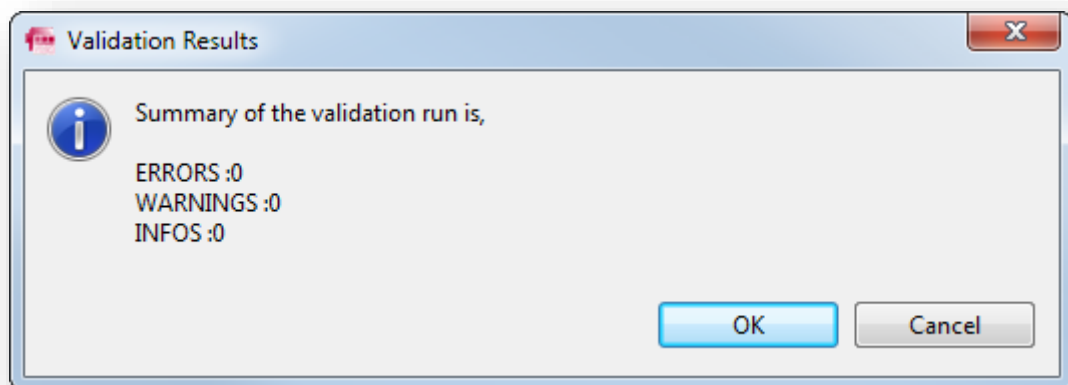 Validation Results
Summary of the validation run is,
ERRORS :0
WARNINGS :0
INFOS :0
OK
Cancel